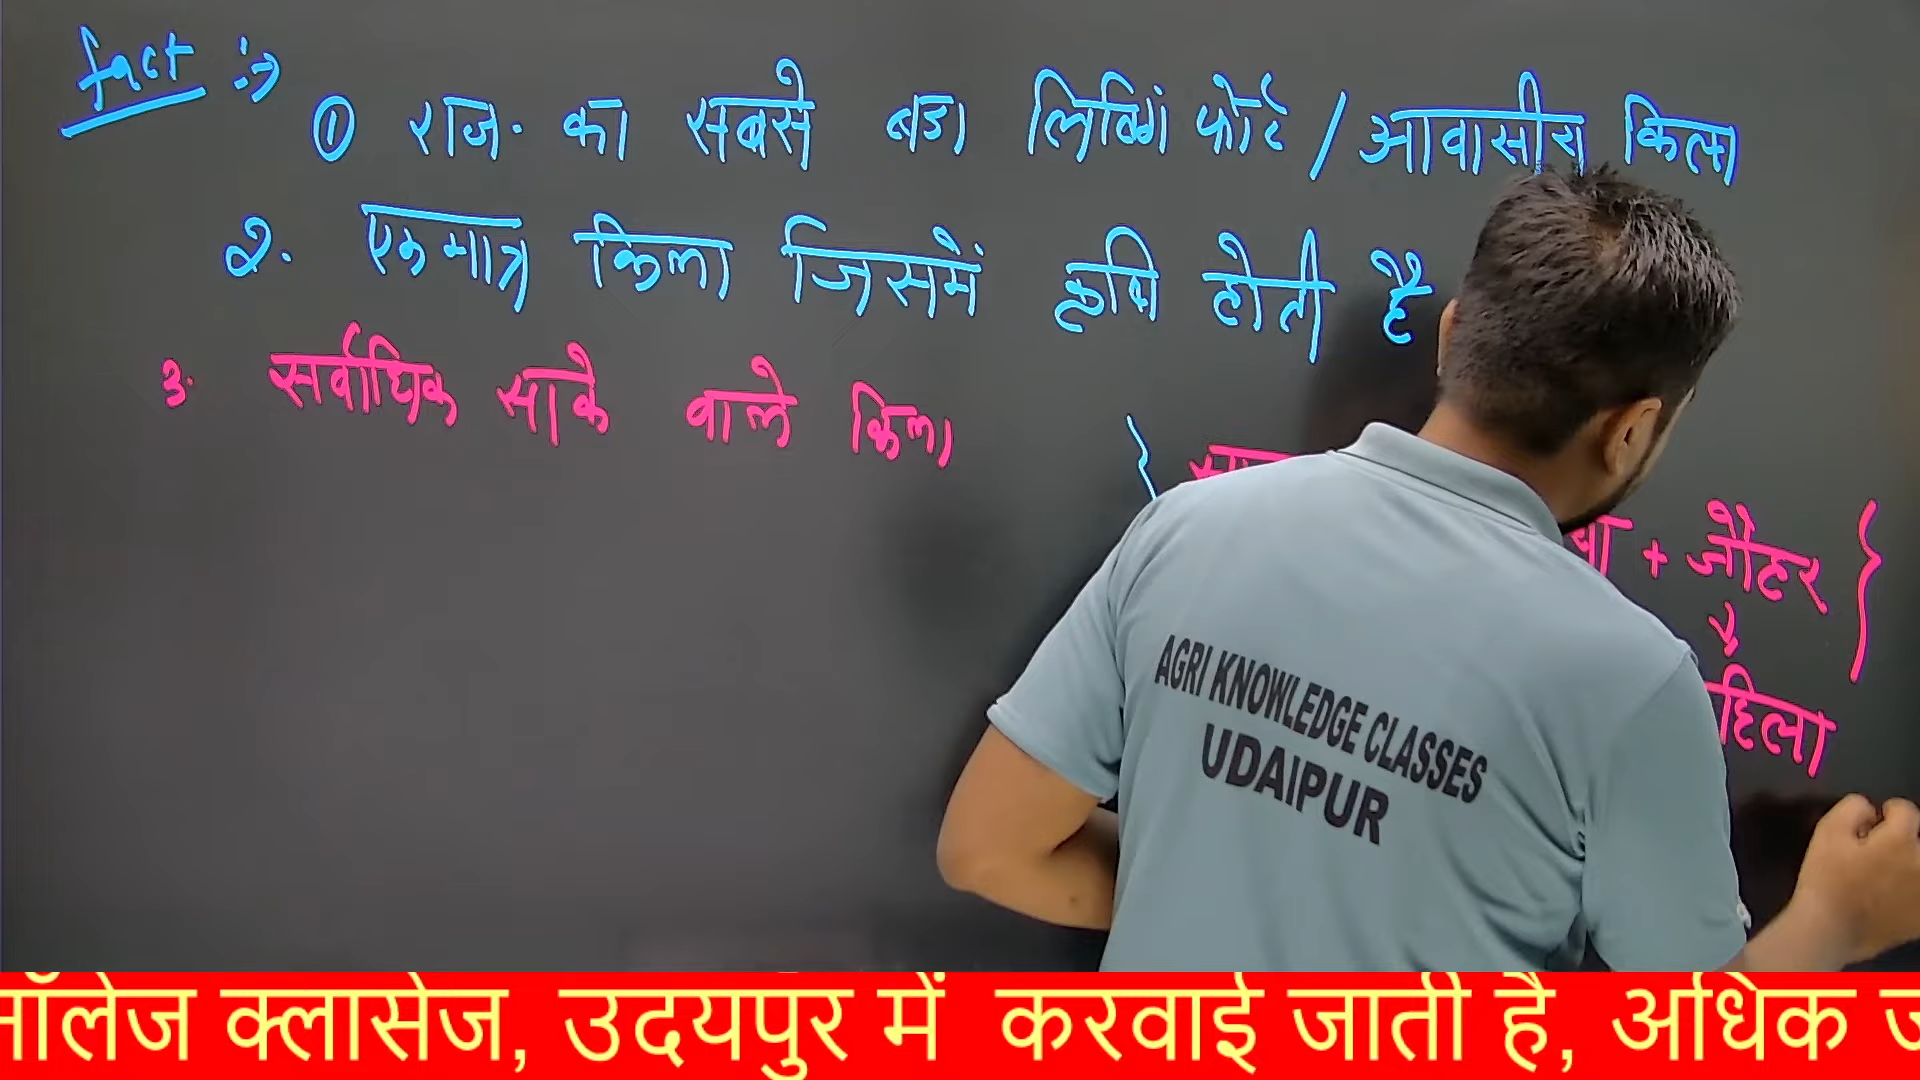 fact :→
① राज. का सबसे बडा लिविंग फोर्ट / आवासीय किला
2. एकमात्र किला जिसमें कृषि होती है
3. सर्वाधिक साके वाले किला
+ जौहर
AGRI KNOWLEDGE CLASSES
UDAIPUR
क्लासेज, उदयपुर में करवाई जाती है, अधिक